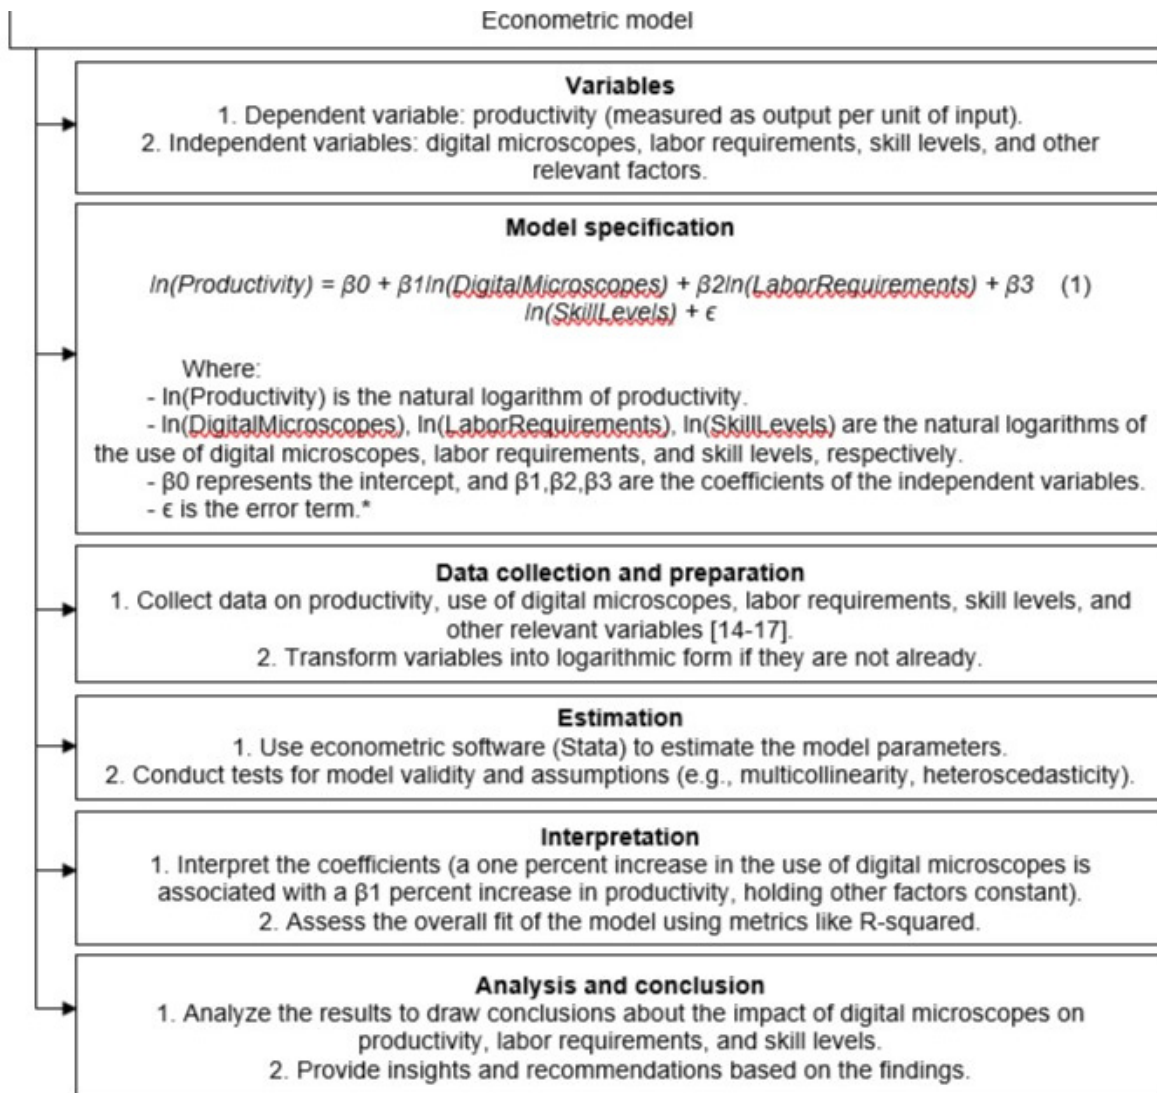 Econometric model
Variables
1. Dependent variable: productivity (measured as output per unit of input).
2. Independent variables: digital microscopes, labor requirements, skill levels, and other
relevant factors.
Model specification
ln(Productivity) = β0 + β1ln(DigitalMicroscopes) + β2ln(LaborRequirements) + β3 (1)
ln(SkillLevels) + ϵ
Where:
- ln(Productivity) is the natural logarithm of productivity.
- ln(DigitalMicroscopes), ln(LaborRequirements), ln(SkillLevels) are the natural logarithms of
the use of digital microscopes, labor requirements, and skill levels, respectively.
- β0 represents the intercept, and β1,β2,β3 are the coefficients of the independent variables.
- ϵ is the error term.*
Data collection and preparation
1. Collect data on productivity, use of digital microscopes, labor requirements, skill levels, and
other relevant variables [14-17].
2. Transform variables into logarithmic form if they are not already.
Estimation
1. Use econometric software (Stata) to estimate the model parameters.
2. Conduct tests for model validity and assumptions (e.g., multicollinearity, heteroscedasticity).
Interpretation
1. Interpret the coefficients (a one percent increase in the use of digital microscopes is
associated with a β1 percent increase in productivity, holding other factors constant).
2. Assess the overall fit of the model using metrics like R-squared.
Analysis and conclusion
1. Analyze the results to draw conclusions about the impact of digital microscopes on
productivity, labor requirements, and skill levels.
2. Provide insights and recommendations based on the findings.